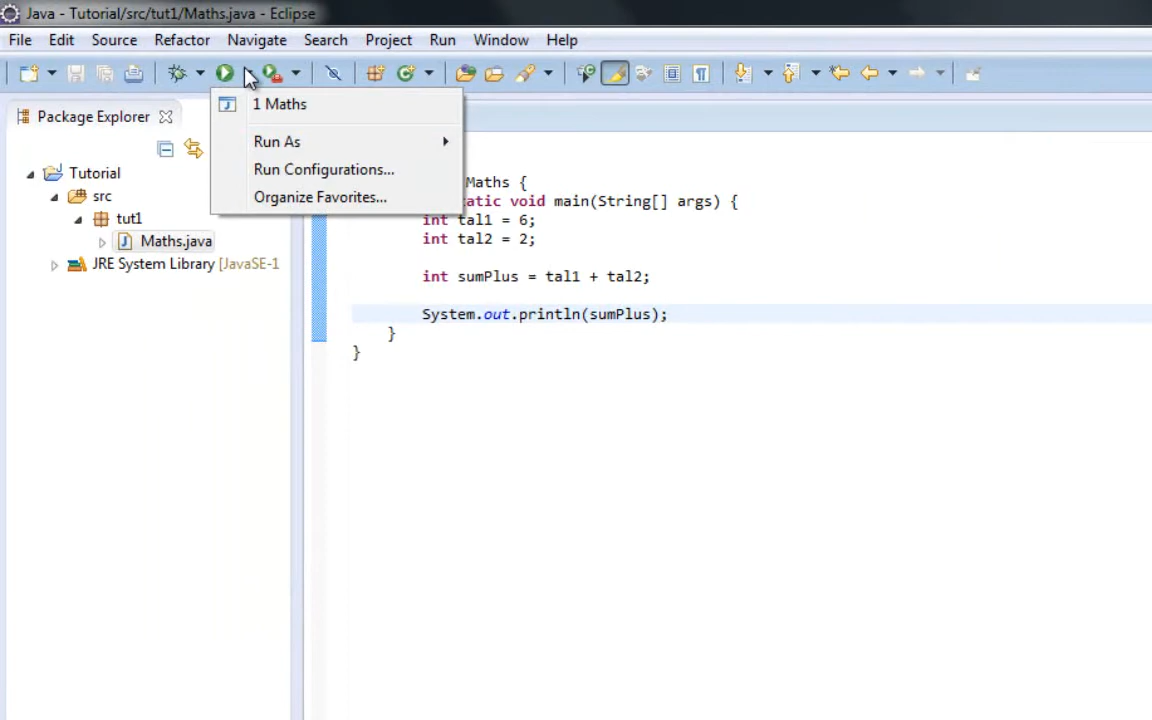 Java - Tutorial/src/tut1/Maths.java - Eclipse
File Edit Source Refactor Navigate Search Project Run Window Help
Package Explorer
1 Maths
Run As
Run Configurations...
Organize Favorites...
Tutorial
src
tut1
Maths.java
JRE System Library [JavaSE-1
Maths {
tatic void main(String[] args) {
int tal1 = 6;
int tal2 = 2;
int sumPlus = tal1 + tal2;
System.out.println(sumPlus);
}
}